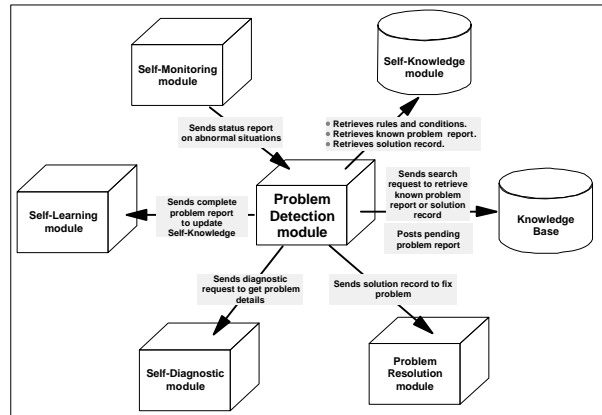 Self-Monitoring
module
Self-Knowledge
module
Sends status report
on abnormal situations
Retrieves rules and conditions.
Retrieves known problem report.
Retrieves solution record.
Self-Learning
module
Sends complete
problem report
to update
Self-Knowledge
Problem
Detection
module
Sends search
request to retrieve
known problem
report or solution
record
Posts pending
problem report
Knowledge
Base
Sends diagnostic
request to get problem
details
Sends solution record to fix
problem
Self-Diagnostic
module
Problem
Resolution
module